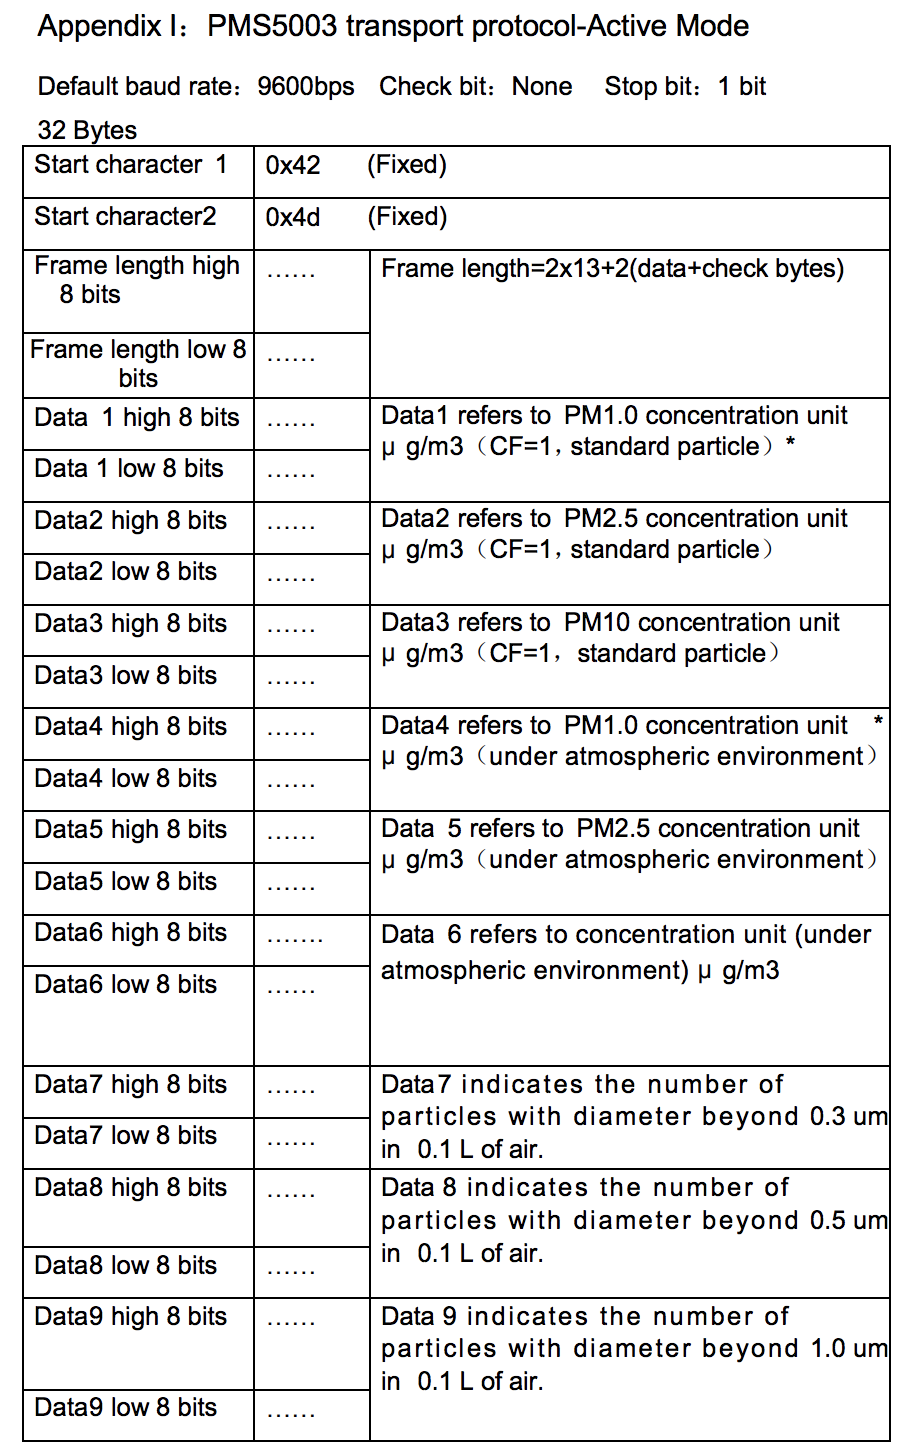 Appendix I：PMS5003 transport protocol-Active Mode
Default baud rate：9600bps Check bit：None Stop bit：1 bit
32 Bytes
Start character 1 0x42 (Fixed)
Start character2 0x4d (Fixed)
Frame length high
8 bits
……
Frame length=2x13+2(data+check bytes)
Frame length low 8
bits
……
Data 1 high 8 bits ……
Data1 refers to PM1.0 concentration unit
μ g/m3（CF=1，standard particle）*
Data 1 low 8 bits ……
Data2 high 8 bits ……
Data2 refers to PM2.5 concentration unit
μ g/m3（CF=1，standard particle）
Data2 low 8 bits ……
Data3 high 8 bits ……
Data3 refers to PM10 concentration unit
μ g/m3（CF=1，standard particle）
Data3 low 8 bits ……
Data4 high 8 bits ……
Data4 refers to PM1.0 concentration unit *
μ g/m3（under atmospheric environment）
Data4 low 8 bits ……
Data5 high 8 bits ……
Data 5 refers to PM2.5 concentration unit
μ g/m3（under atmospheric environment）
Data5 low 8 bits ……
Data6 high 8 bits …….
Data 6 refers to concentration unit (under
atmospheric environment) μ g/m3
Data6 low 8 bits ……
Data7 high 8 bits ……
Data7 indicates the number of
particles with diameter beyond 0.3 um
in 0.1 L of air.
Data7 low 8 bits ……
Data8 high 8 bits ……
Data 8 indicates the number of
particles with diameter beyond 0.5 um
in 0.1 L of air.
Data8 low 8 bits ……
Data9 high 8 bits ……
Data 9 indicates the number of
particles with diameter beyond 1.0 um
in 0.1 L of air.
Data9 low 8 bits ……